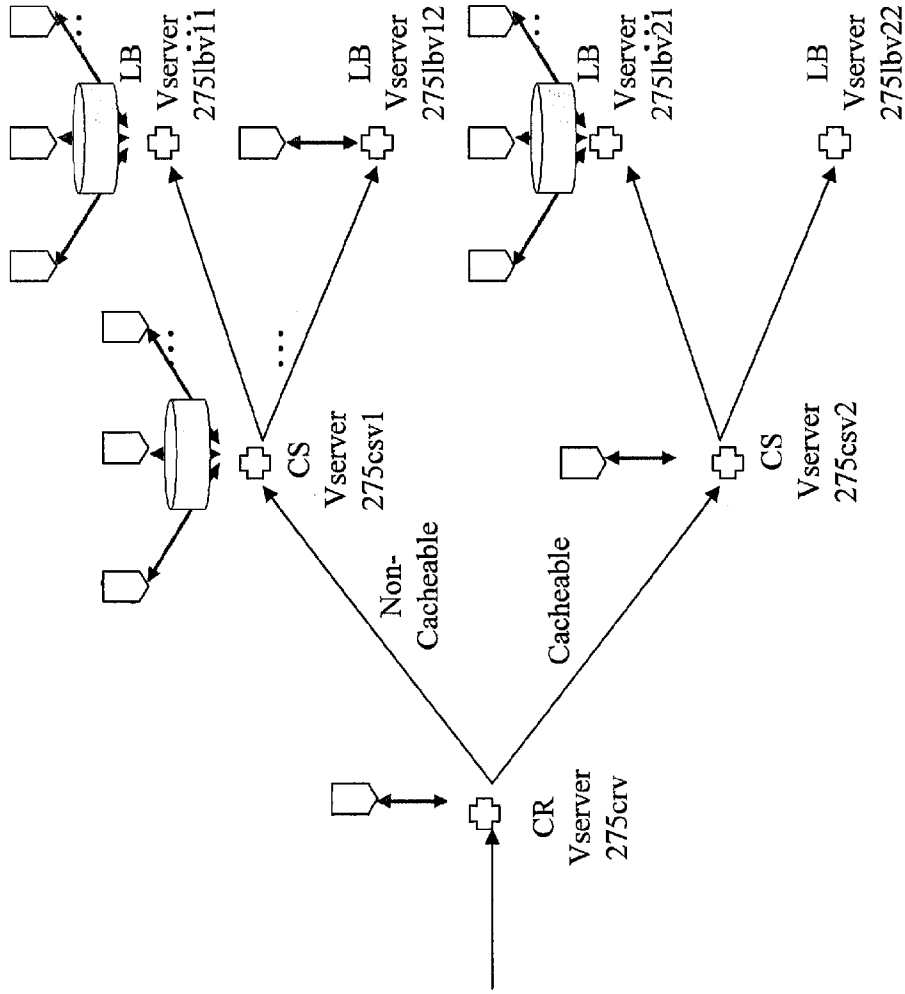 LB
Vserver
275lbv11
LB
Vserver
275lbv12
CS
Vserver
275csv1
Non-
Cacheable
LB
Vserver
275lbv21
Cacheable
CS
Vserver
275csv2
LB
Vserver
275lbv22
CR
Vserver
275crv